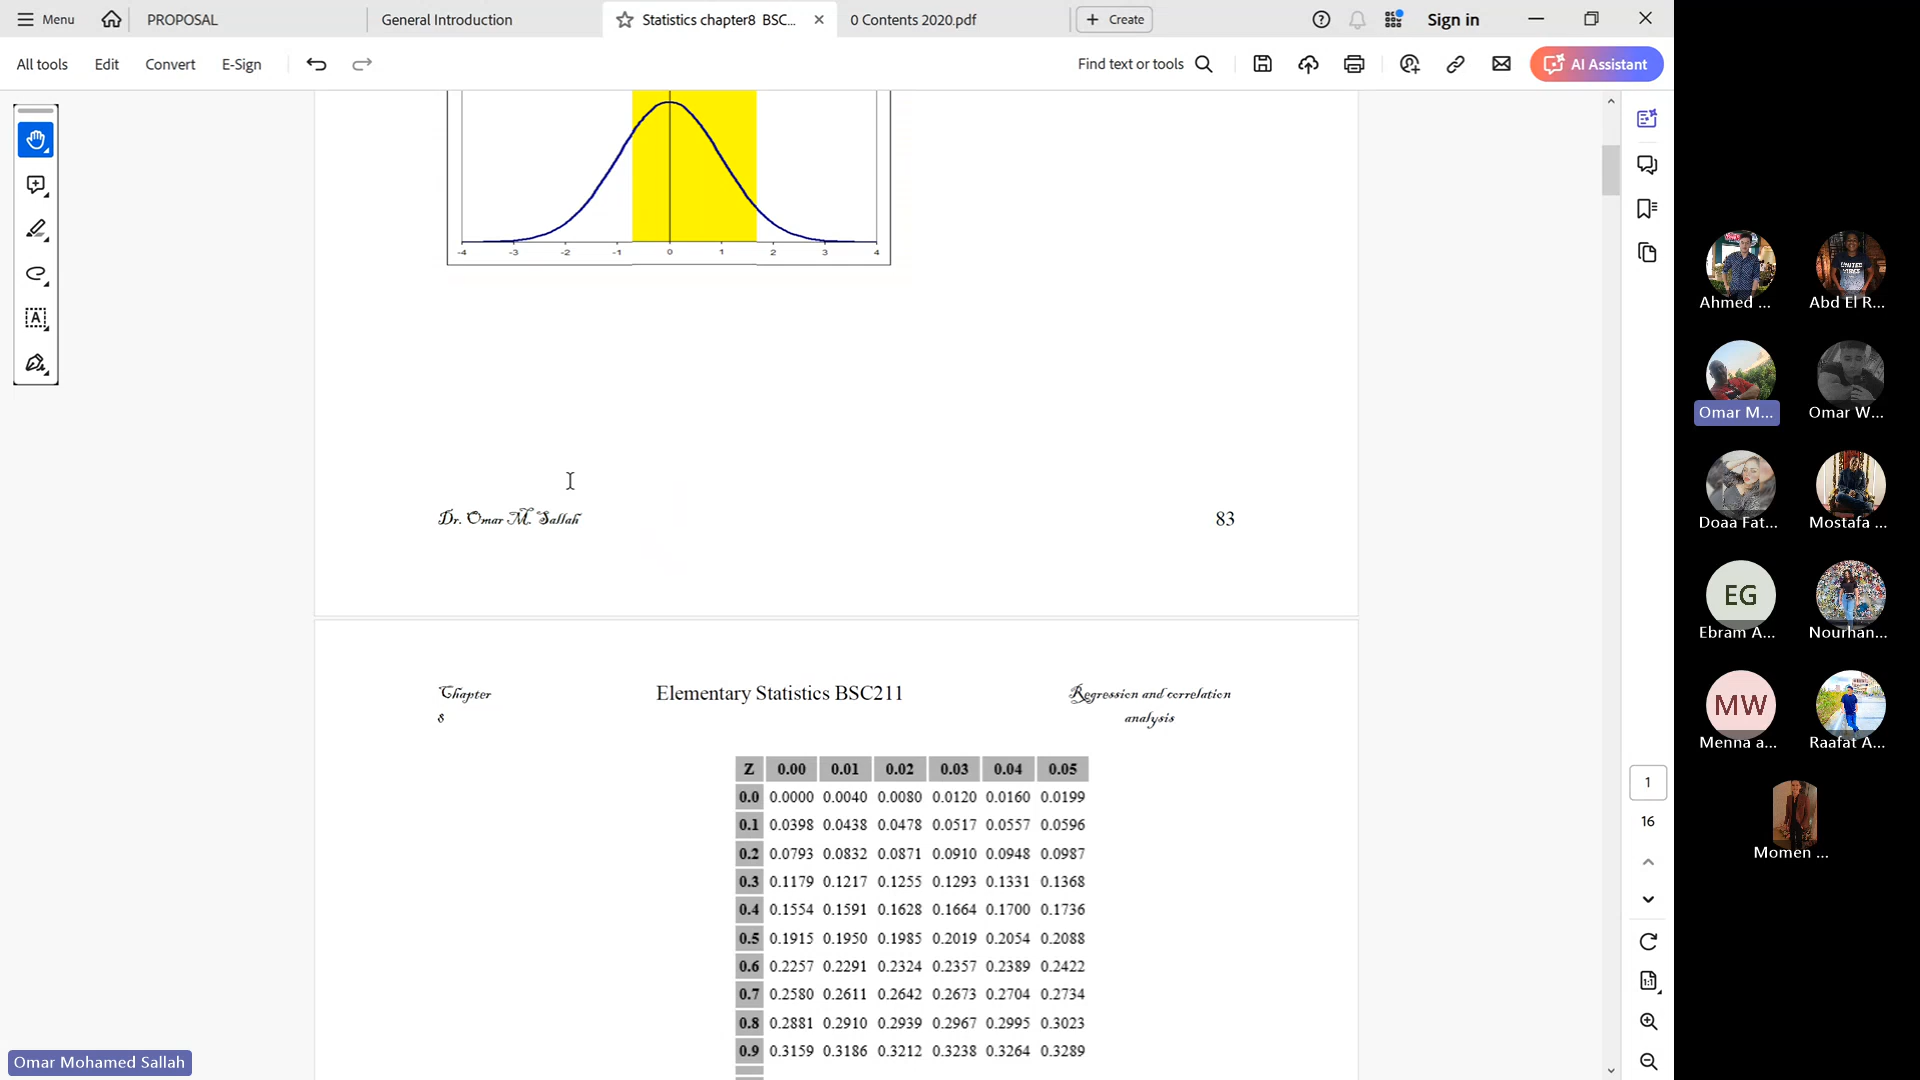 Menu
PROPOSAL
General Introduction
Statistics chapter8 BSC...
0 Contents 2020.pdf
Create
Sign in
All tools
Edit
Convert
E-Sign
Find text or tools
AI Assistant
-4 -3 -2 -1 0 1 2 3 4
Dr. Omar M. Sallah
83
Chapter
8
Elementary Statistics BSC211
Regression and correlation
analysis
Z 0.00 0.01 0.02 0.03 0.04 0.05
0.0 0.0000 0.0040 0.0080 0.0120 0.0160 0.0199
0.1 0.0398 0.0438 0.0478 0.0517 0.0557 0.0596
0.2 0.0793 0.0832 0.0871 0.0910 0.0948 0.0987
0.3 0.1179 0.1217 0.1255 0.1293 0.1331 0.1368
0.4 0.1554 0.1591 0.1628 0.1664 0.1700 0.1736
0.5 0.1915 0.1950 0.1985 0.2019 0.2054 0.2088
0.6 0.2257 0.2291 0.2324 0.2357 0.2389 0.2422
0.7 0.2580 0.2611 0.2642 0.2673 0.2704 0.2734
0.8 0.2881 0.2910 0.2939 0.2967 0.2995 0.3023
0.9 0.3159 0.3186 0.3212 0.3238 0.3264 0.3289
1
16
Omar Mohamed Sallah
Ahmed ...
Abd El R...
Omar M...
Omar W...
Doaa Fat...
Mostafa ...
EG
Ebram A...
Nourhan...
MW
Menna a...
Raafat A...
Momen ...